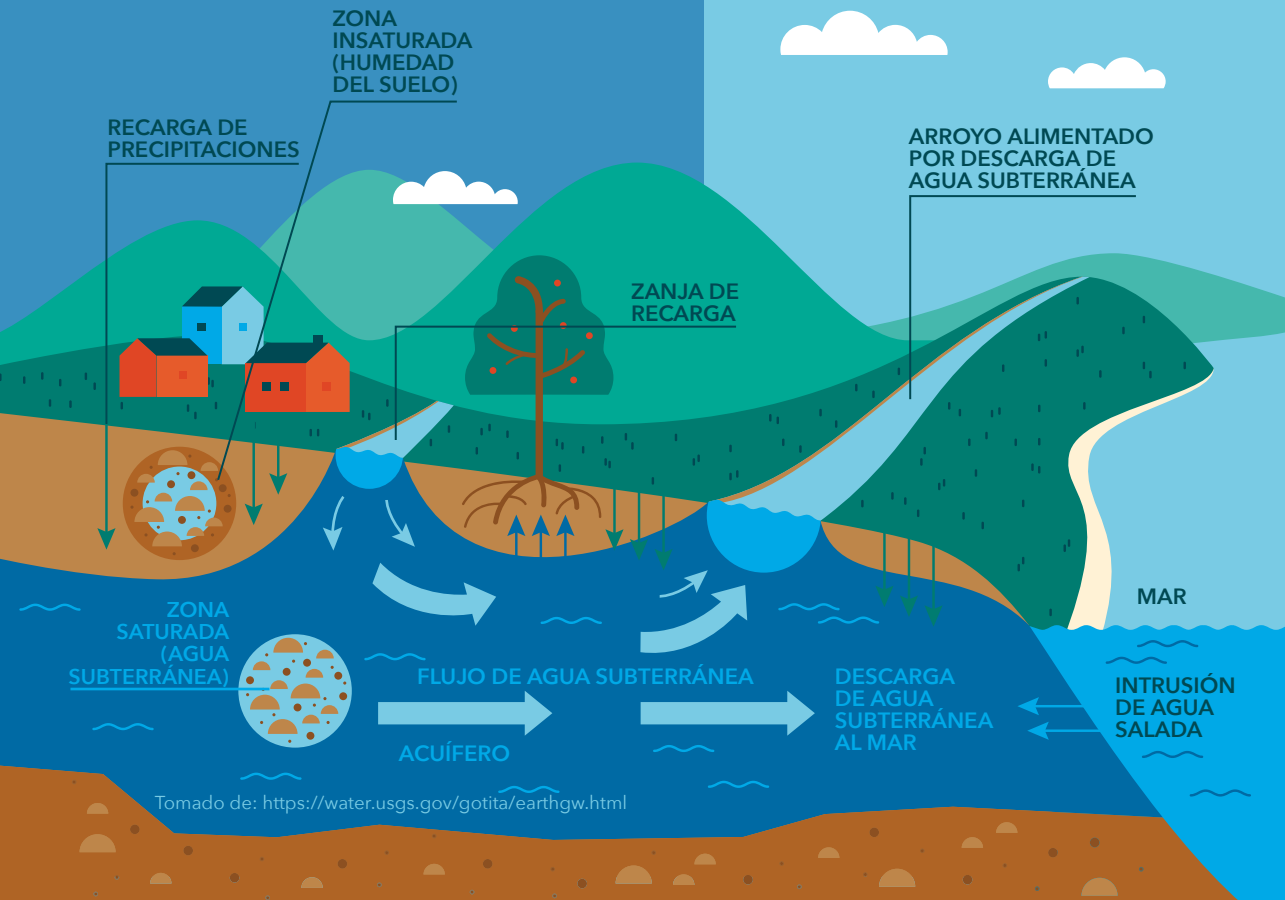 ZONA
INSATURADA
(HUMEDAD
DEL SUELO)
RECARGA DE
PRECIPITACIONES
ARROYO ALIMENTADO
POR DESCARGA DE
AGUA SUBTERRÁNEA
ZANJA DE
RECARGA
MAR
ZONA
SATURADA
(AGUA
SUBTERRÁNEA)
FLUJO DE AGUA SUBTERRÁNEA
DESCARGA
DE AGUA
SUBTERRÁNEA
AL MAR
INTRUSIÓN
DE AGUA
SALADA
ACUÍFERO
Tomado de: https://water.usgs.gov/gotita/earthgw.html